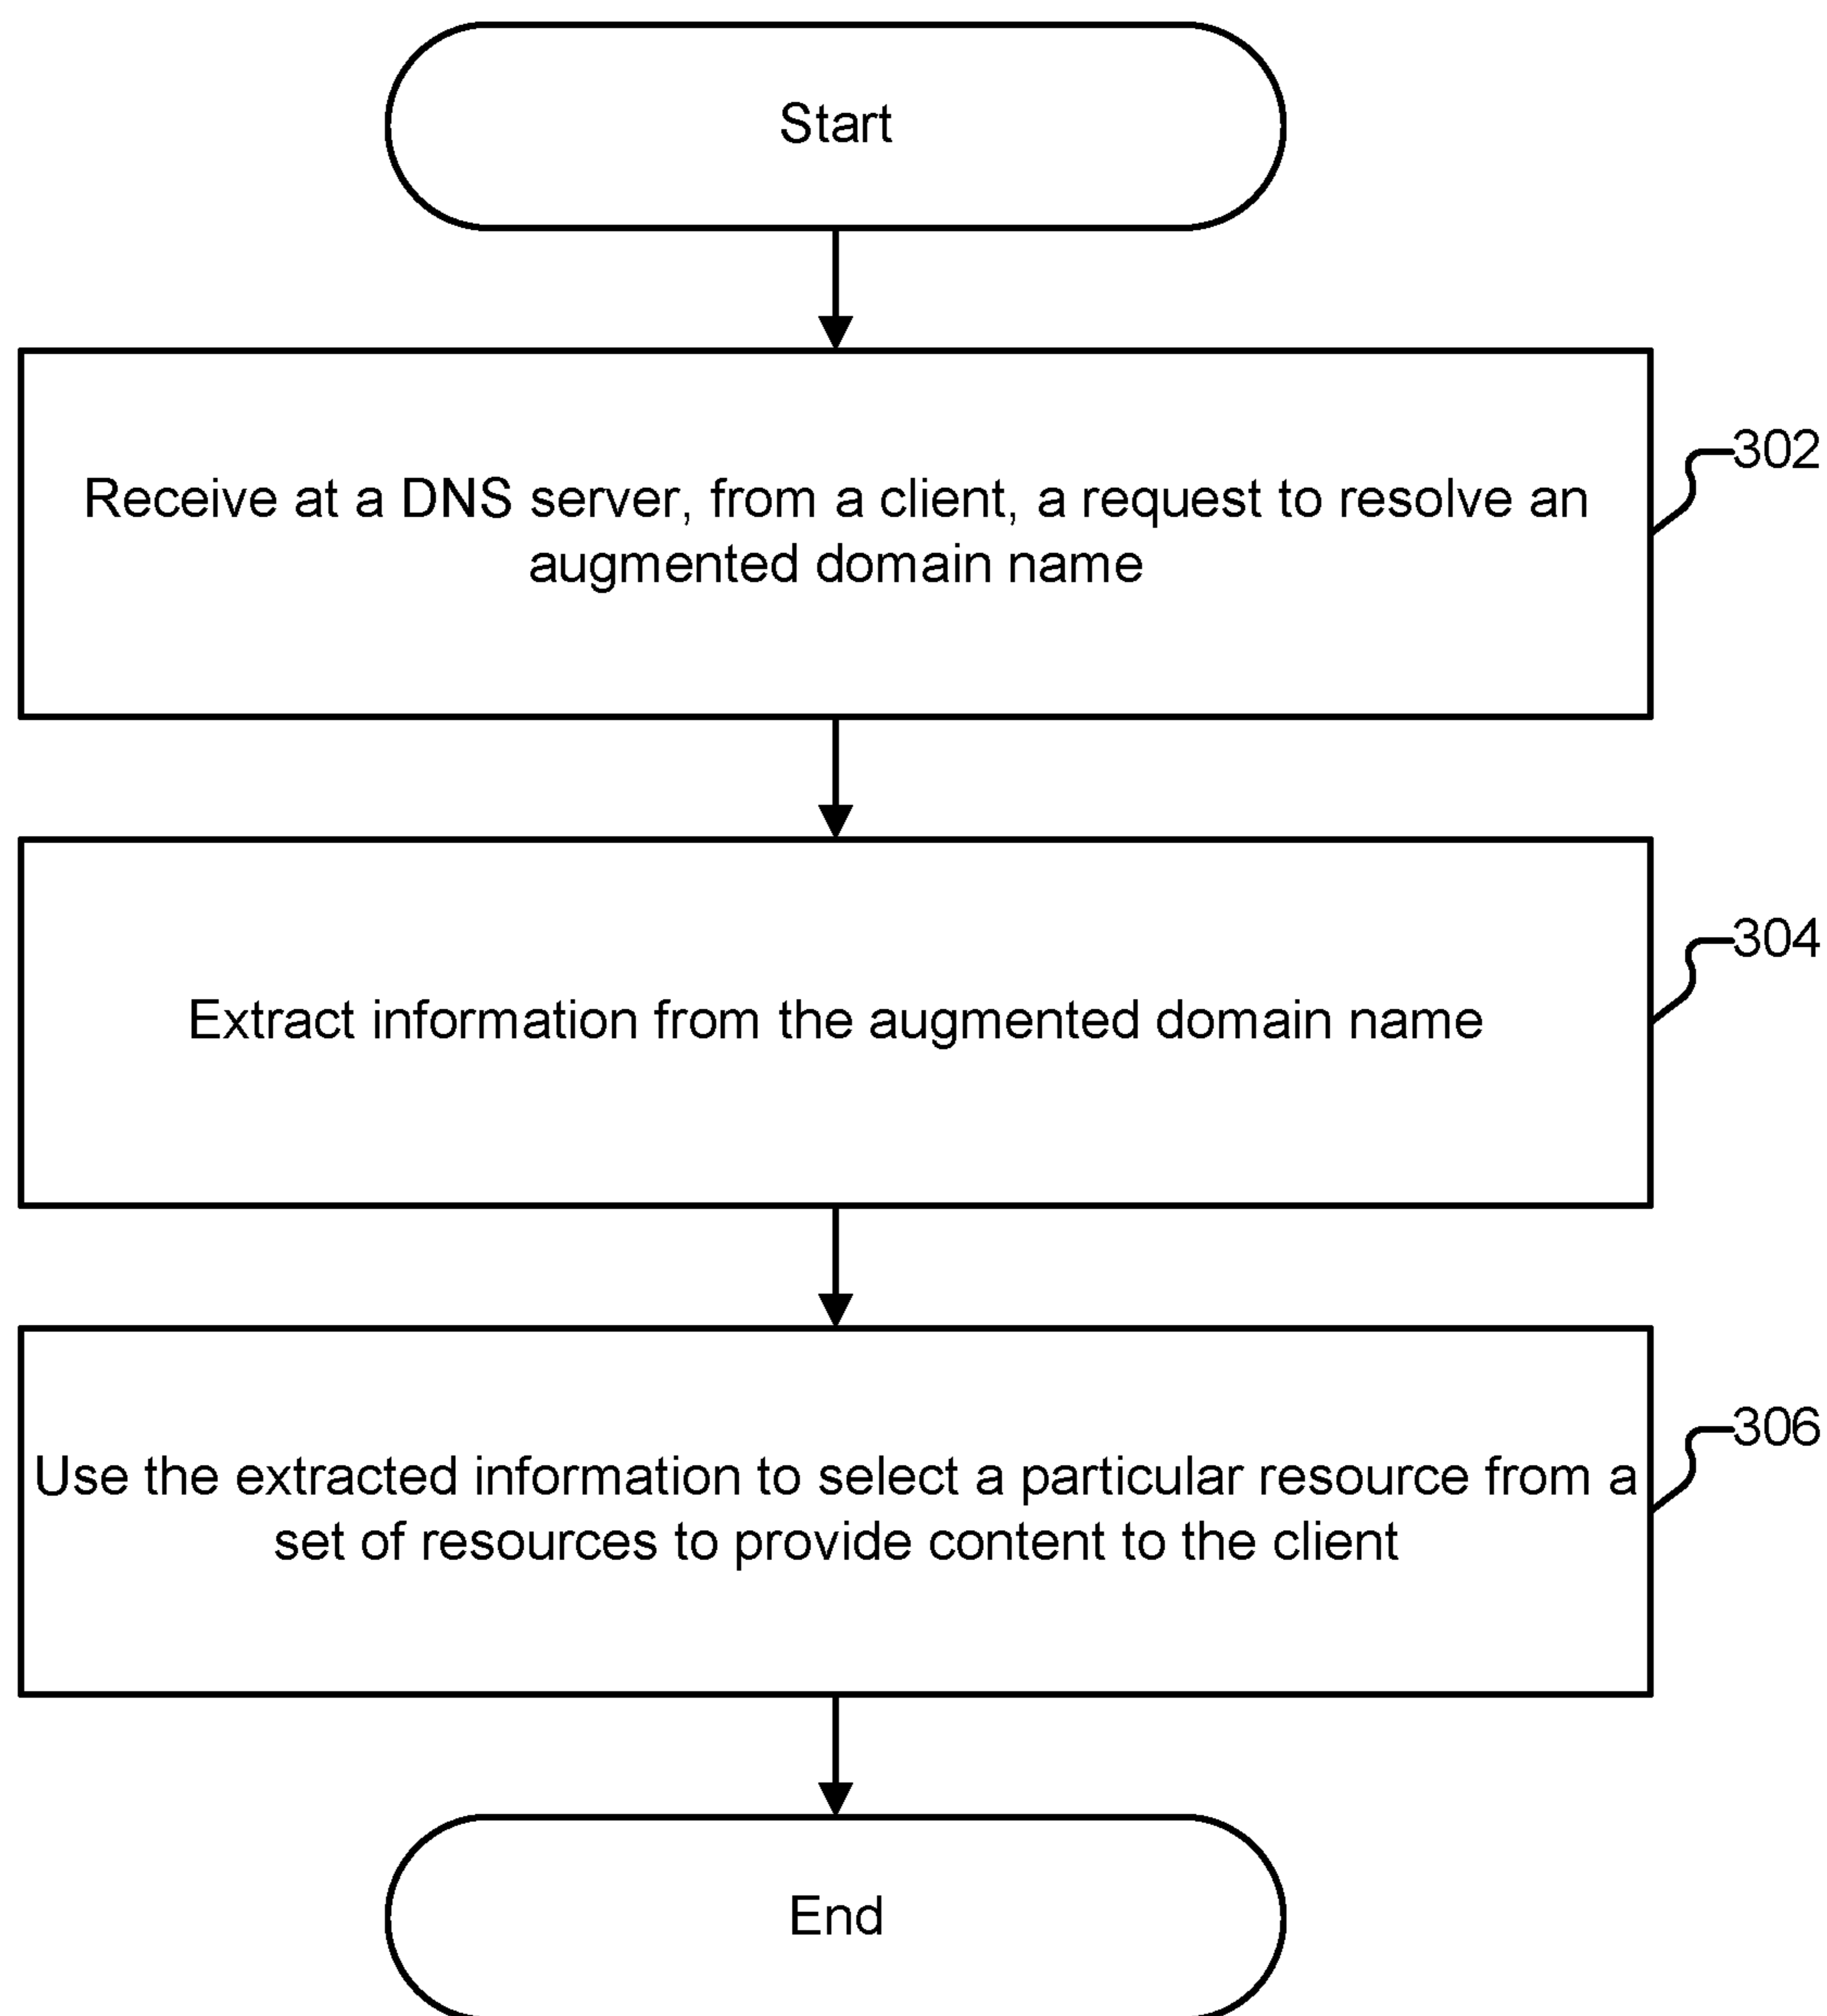 Start
Receive at a DNS server, from a client, a request to resolve an
augmented domain name
302
Extract information from the augmented domain name
304
Use the extracted information to select a particular resource from a
set of resources to provide content to the client
306
End